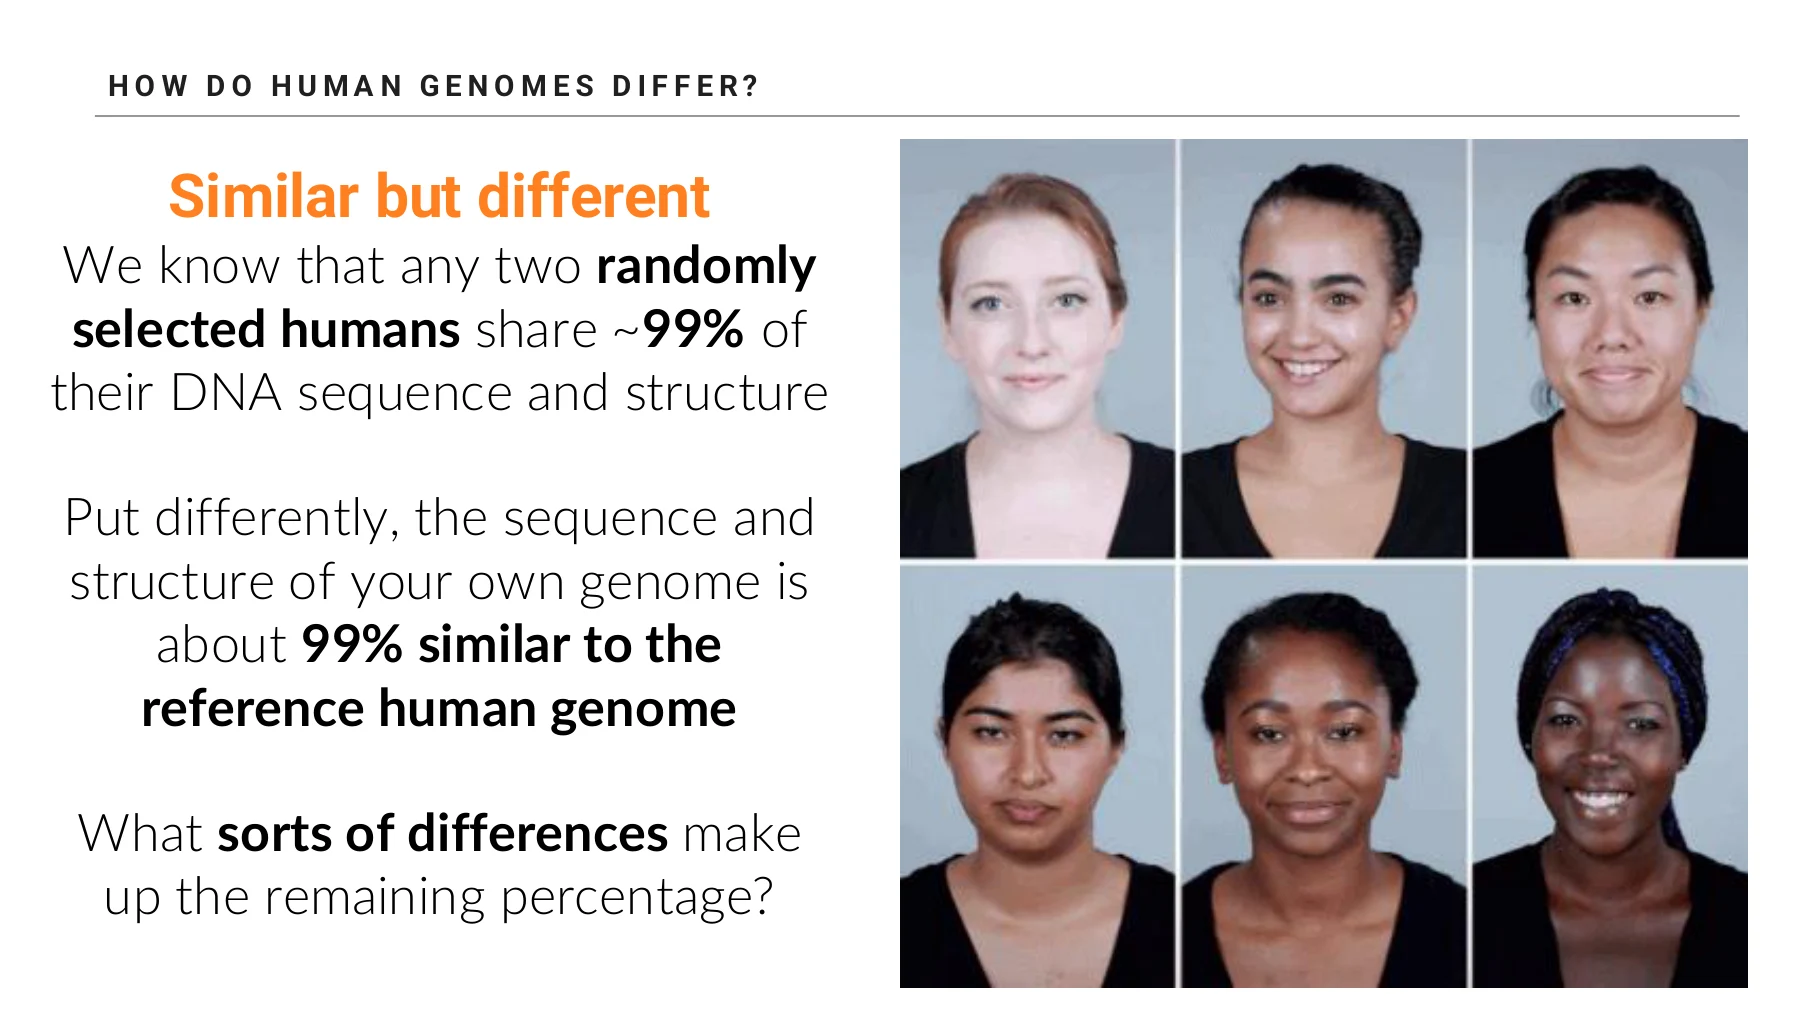 HOW DO HUMAN GENOMES DIFFER?
Similar but different
We know that any two randomly
selected humans share ~99% of
their DNA sequence and structure
Put differently, the sequence and
structure of your own genome is
about 99% similar to the
reference human genome
What sorts of differences make
up the remaining percentage?